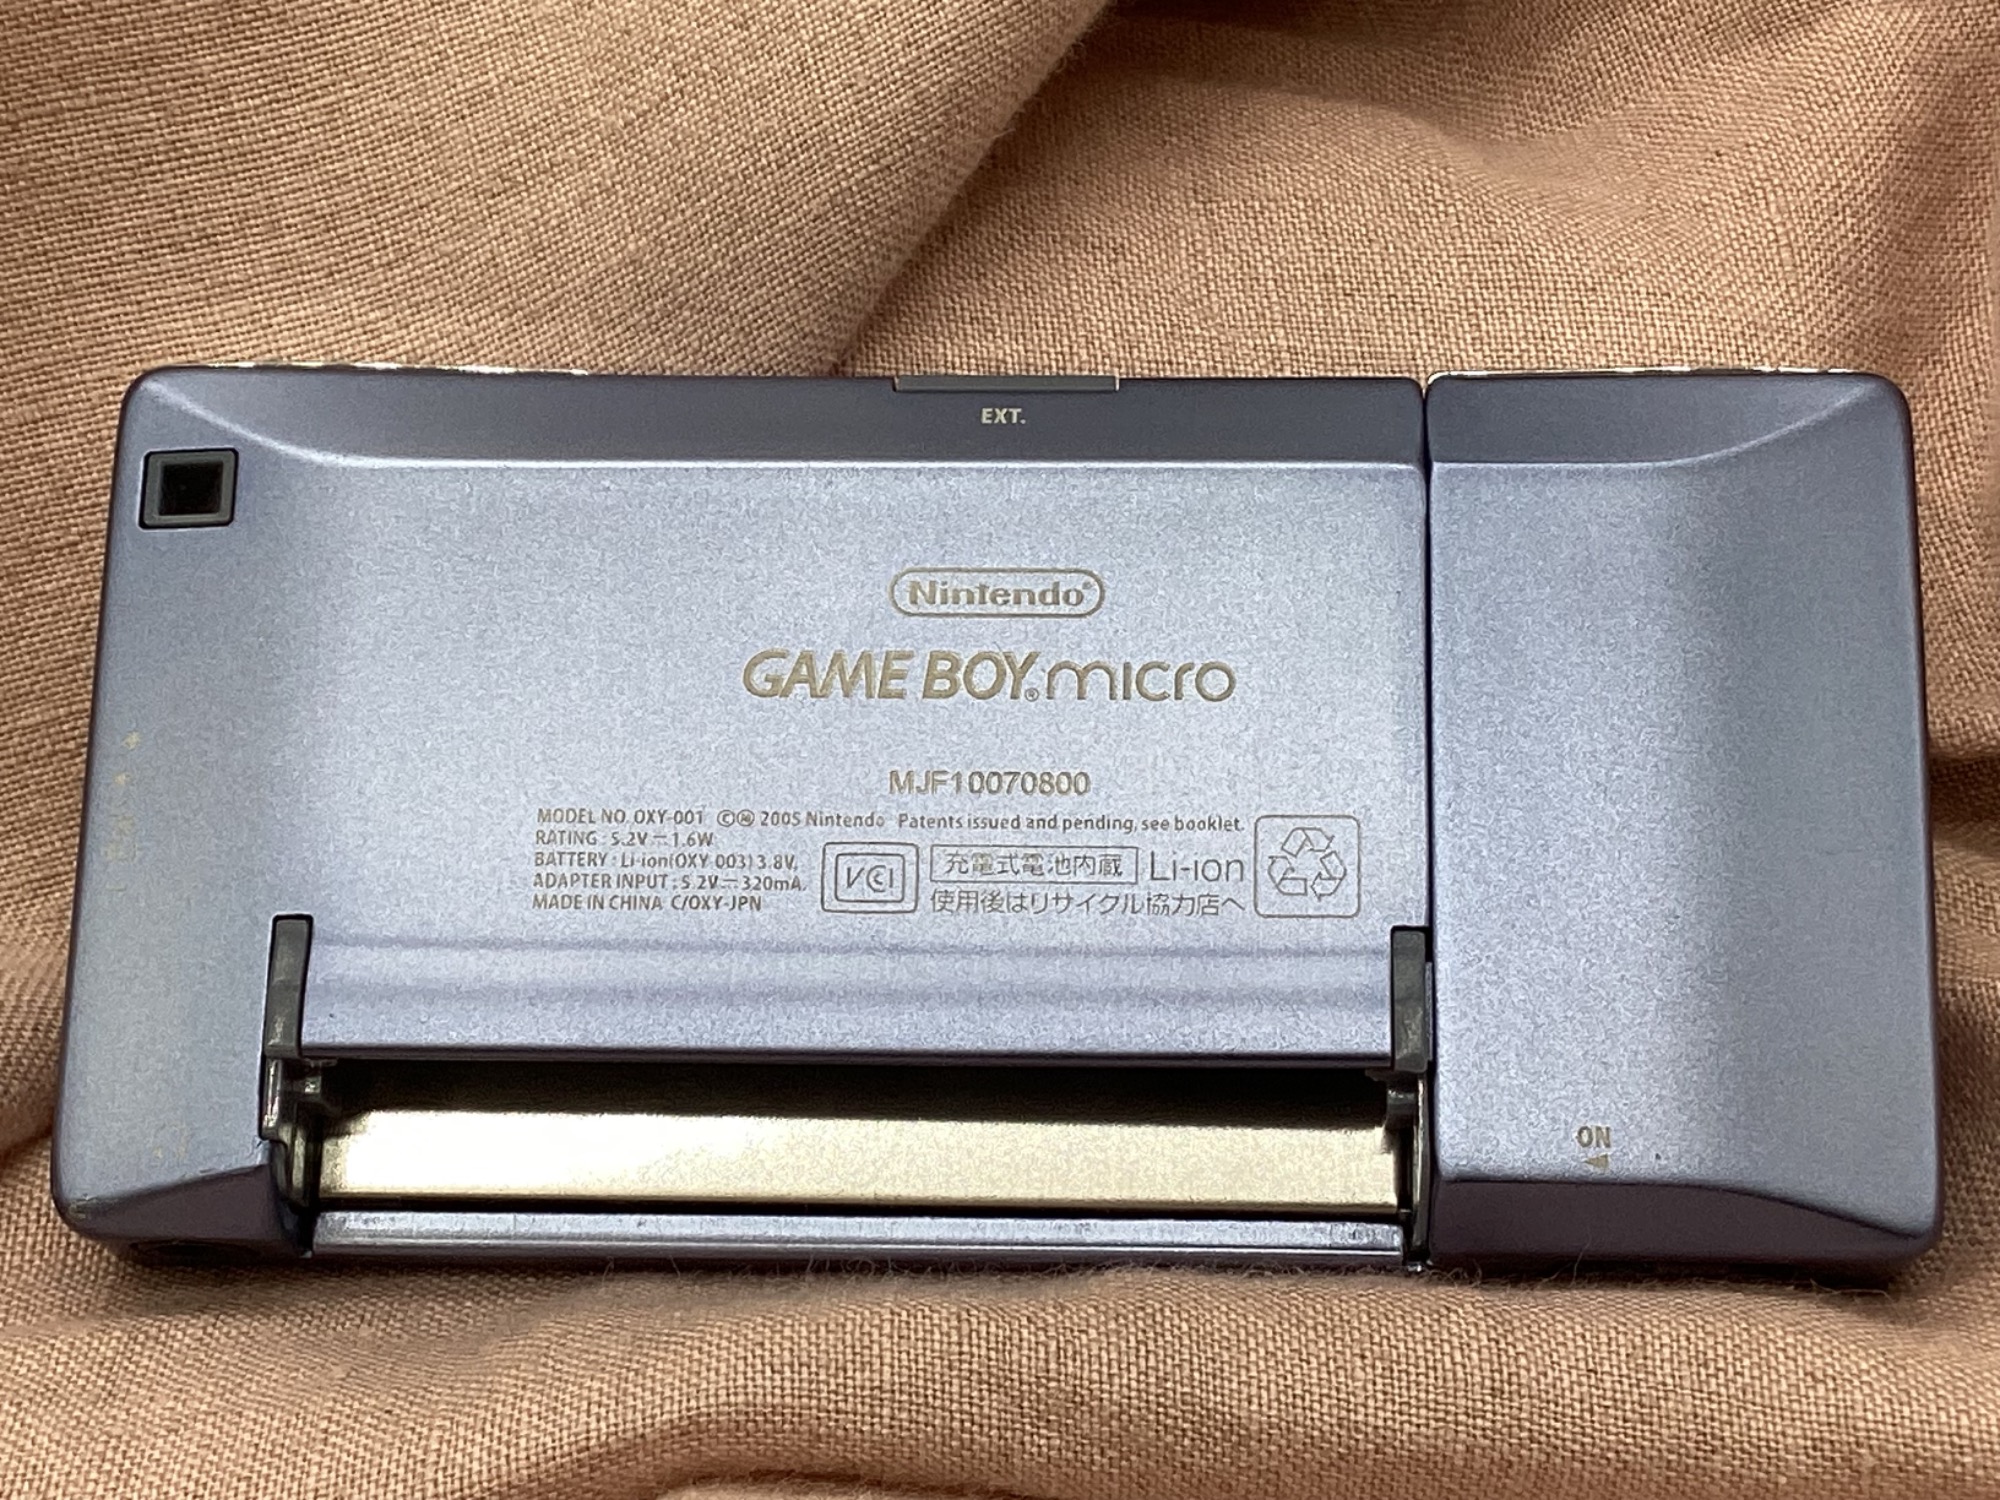 EXT.
Nintendo®
GAME BOY® micro
MJF10070800
MODEL NO. OXY-001 ©Ⓜ 2005 Nintendo Patents issued and pending, see booklet.
RATING : 5.2V⎓1.6W
BATTERY : Li-ion(OXY-003) 3.8V,
ADAPTER INPUT : 5.2V⎓320mA,
MADE IN CHINA C/OXY-JPN
VCI
充電式電池内蔵 Li-ion
使用後はリサイクル協力店へ
ON